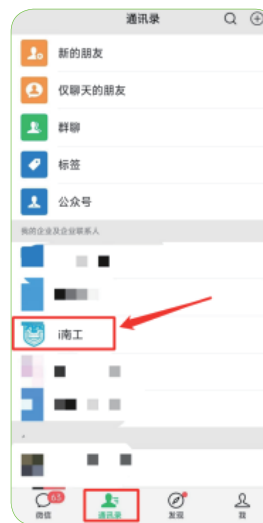 通讯录
新的朋友
仅聊天的朋友
群聊
标签
公众号
我的企业及企业联系人
i南工
63
微信 通讯录 发现 我